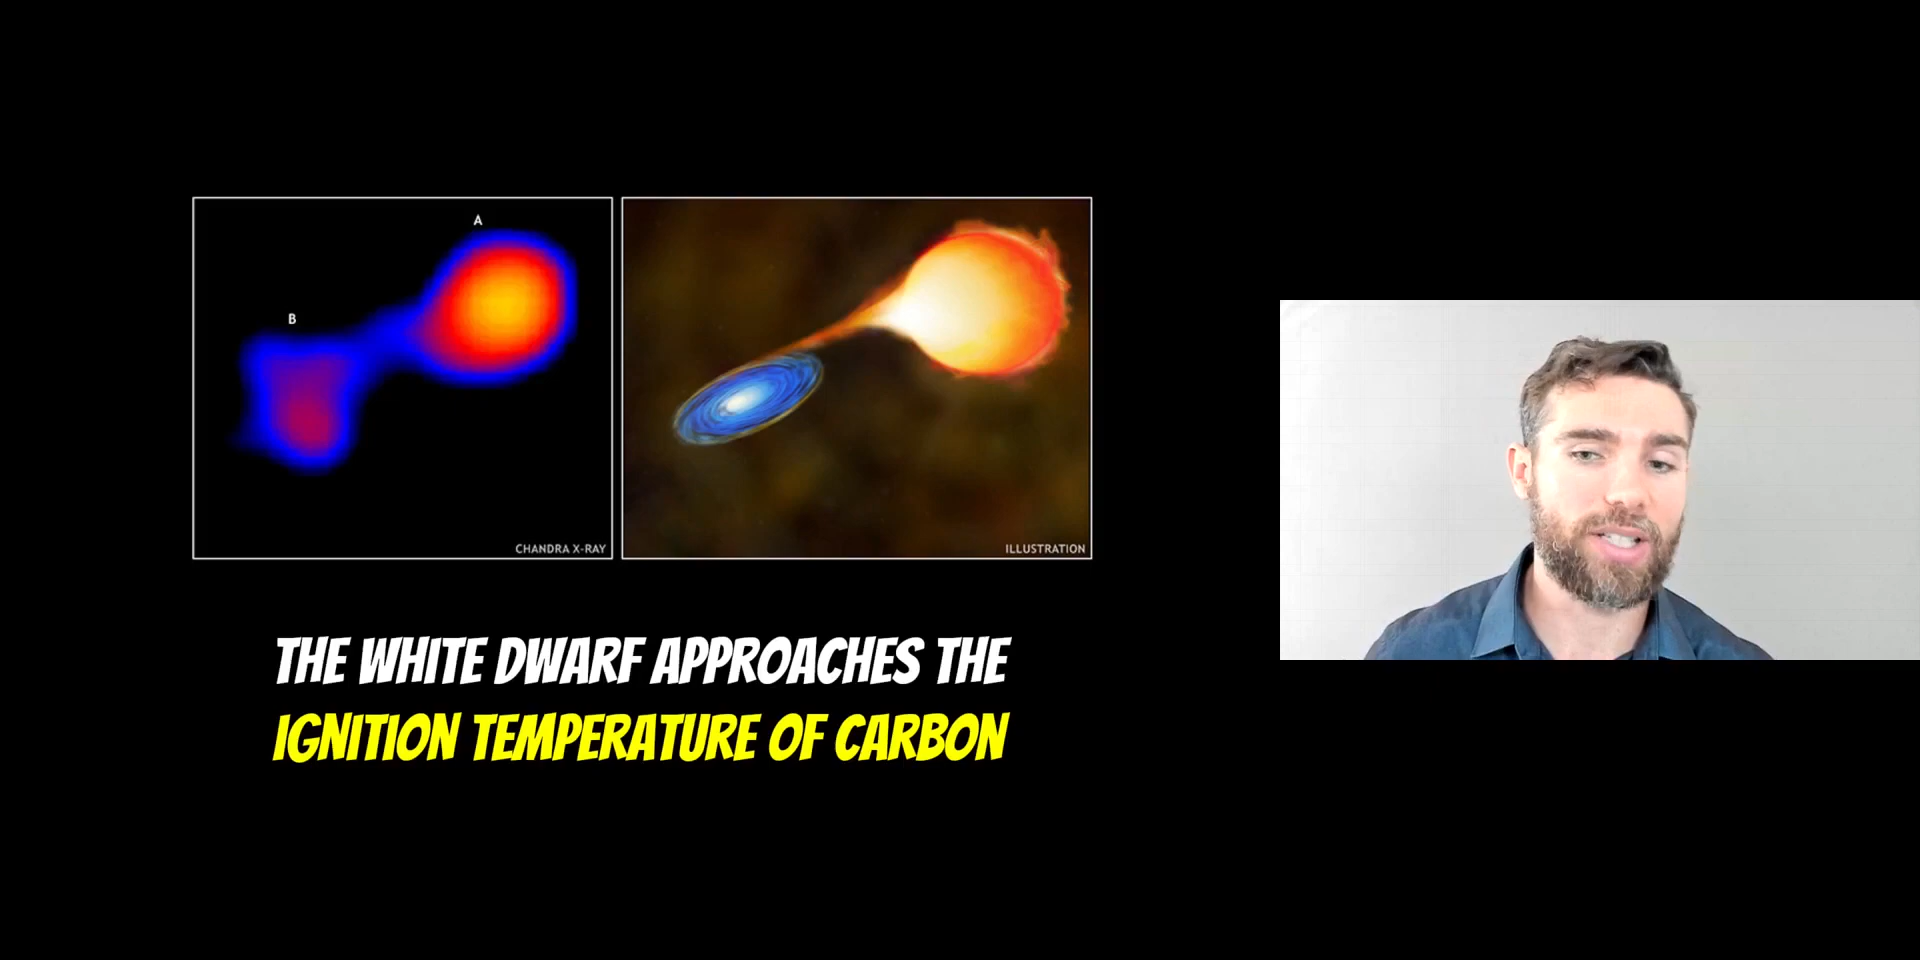 A
B
CHANDRA X-RAY
ILLUSTRATION
THE WHITE DWARF APPROACHES THE
IGNITION TEMPERATURE OF CARBON